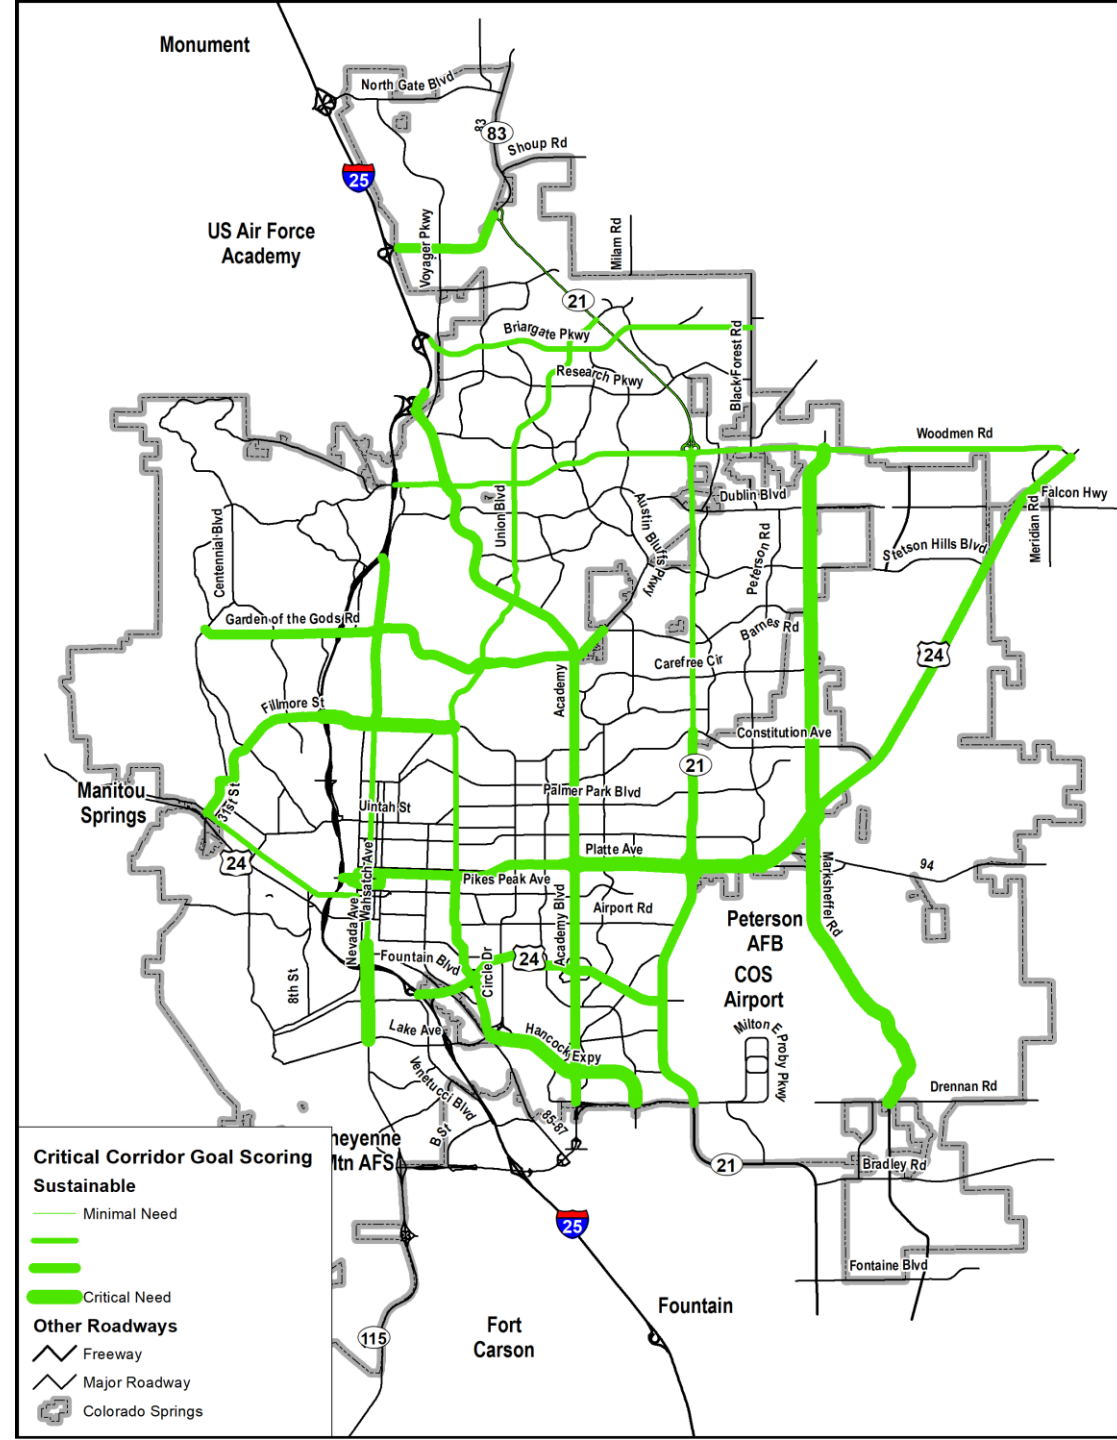 Monument
North Gate Blvd
83
83
Shoup Rd
25
US Air Force
Academy
Voyager Pkwy
Milam Rd
21
Briargate Pkwy
Black Forest Rd
Research Pkwy
Woodmen Rd
Union Blvd
Austin Bluffs Pkwy
Dublin Blvd
Falcon Hwy
Meridian Rd
Centennial Blvd
Peterson Rd
Stetson Hills Blvd
Garden of the Gods Rd
Barnes Rd
Carefree Cir
24
Academy
Fillmore St
Constitution Ave
21
Manitou
Springs
31st St
Uintah St
Palmer Park Blvd
24
Platte Ave
94
Wahsatch Ave
Pikes Peak Ave
Marksheffel Rd
Nevada Ave
Airport Rd
Academy Blvd
Peterson
AFB
COS
Airport
Fountain Blvd
24
Circle Dr
8th St
Lake Ave
Hancock Expy
Milton E Proby Pkwy
Venetucci Blvd
85-87
Drennan Rd
B St
heyenne
Mtn AFS
21
Bradley Rd
Critical Corridor Goal Scoring
Sustainable
Minimal Need
Critical Need
Other Roadways
Freeway
Major Roadway
Colorado Springs
25
Fontaine Blvd
115
Fort
Carson
Fountain